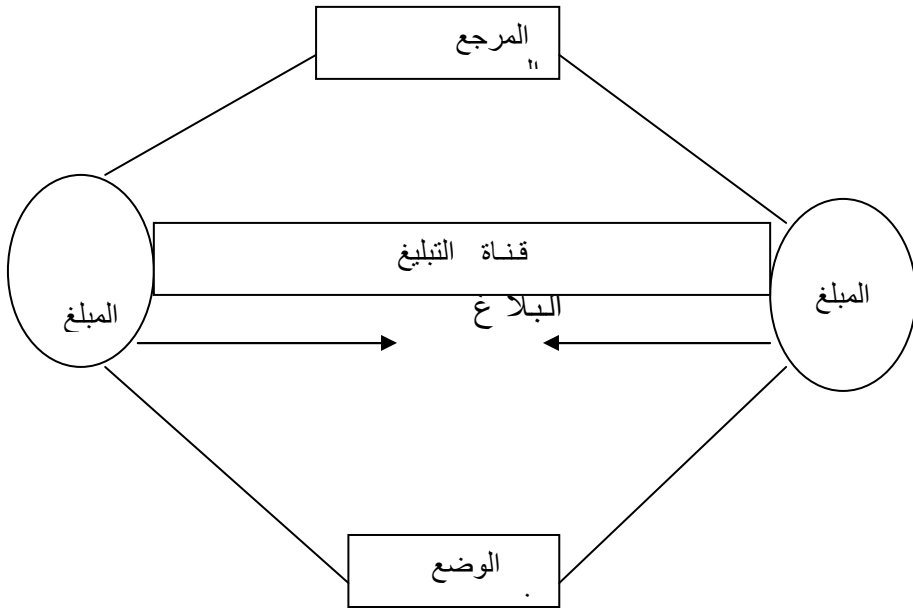 المرجع
قناة التبليغ
المبلغ
المبلغ
البلاغ
الوضع